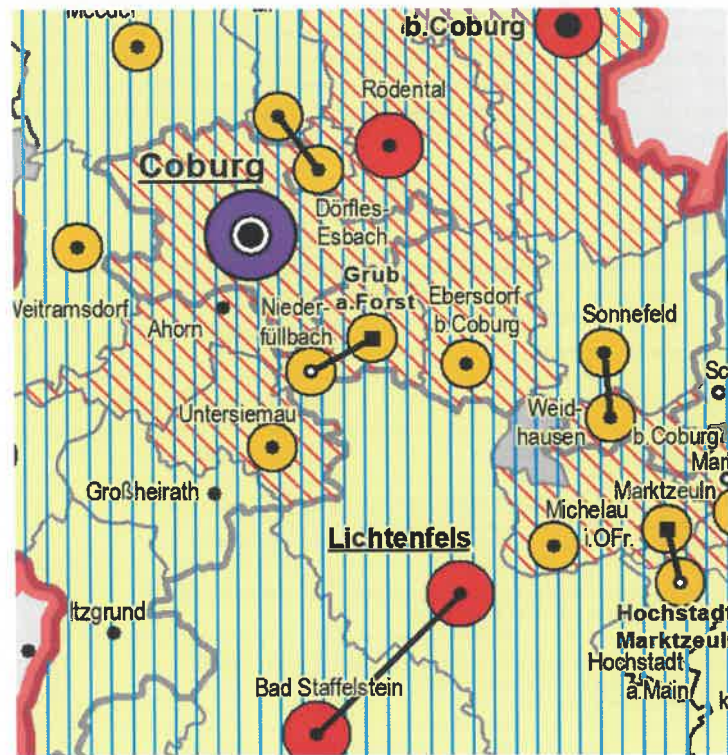 b.Coburg
Rödental
Coburg
Dörfles-
Esbach
Weitramsdorf
Ahorn
Nieder-
füllbach
Grub
a.Forst
Ebersdorf
b.Coburg
Sonnefeld
Untersiemau
Weid-
hausen
b.Coburg
Großheirath
Marktzeuln
Michelau
i.OFr.
Lichtenfels
Itzgrund
Hochstadt
Marktzeuln
Hochstadt
a.Main
Bad Staffelstein